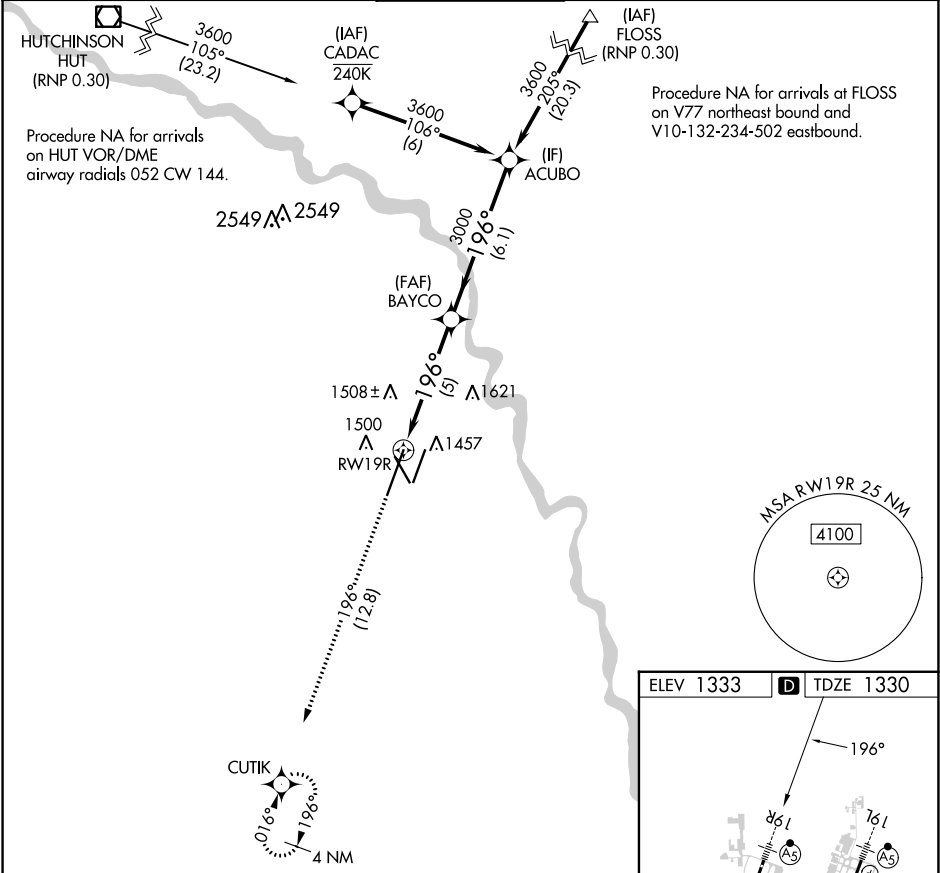 HUTCHINSON
HUT
(RNP 0.30)
3600
105°
(23.2)
(IAF)
CADAC
240K
3600
106°
(6)
(IAF)
FLOSS
(RNP 0.30)
3600
205°
(20.3)
Procedure NA for arrivals at FLOSS
on V77 northeast bound and
V10-132-234-502 eastbound.
Procedure NA for arrivals
on HUT VOR/DME
airway radials 052 CW 144.
(IF)
ACUBO
2549
2549
3000
196°
(6.1)
(FAF)
BAYCO
196°
(5)
1508±
1621
1500
1457
RW19R
MSA RW19R 25 NM
4100
196°
(12.8)
CUTIK
016°
196°
4 NM
ELEV 1333
D
TDZE 1330
196°
19R
19L
A5
A5